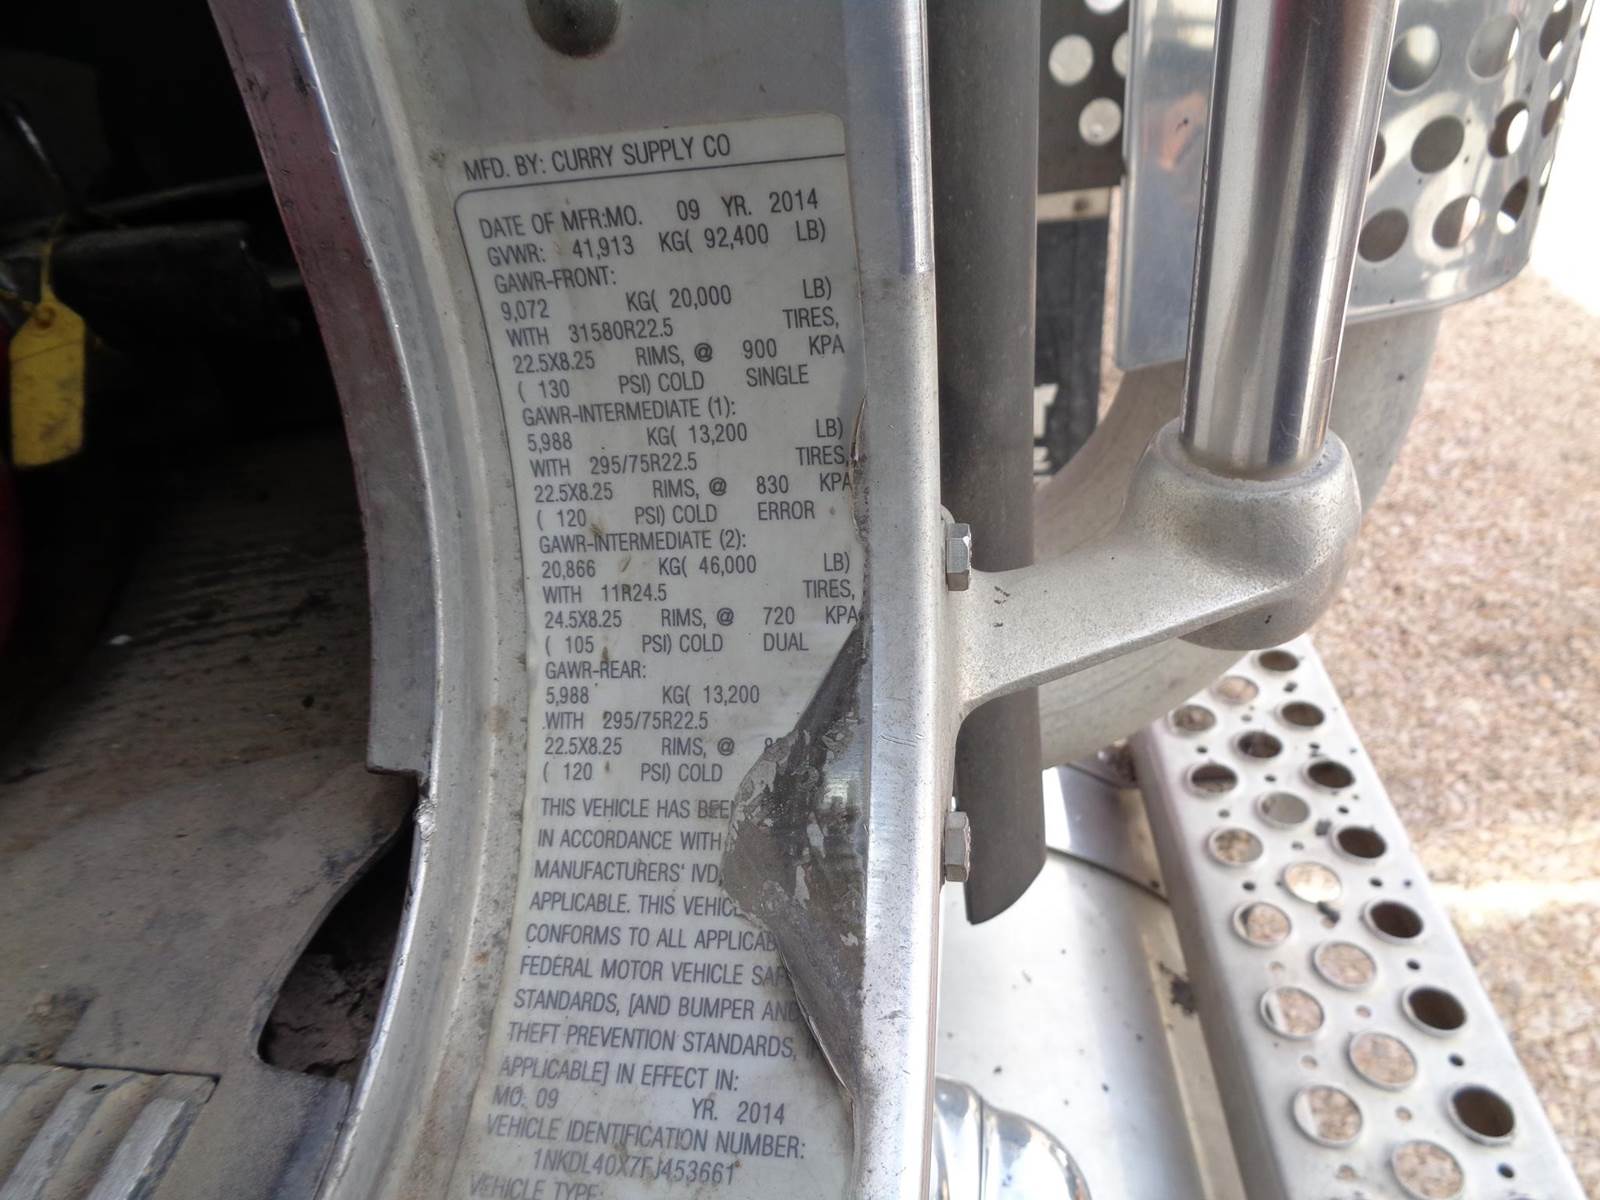 MFD. BY: CURRY SUPPLY CO
DATE OF MFR:MO. 09 YR. 2014
GVWR: 41,913 KG( 92,400 LB)
GAWR-FRONT:
9,072 KG( 20,000 LB)
WITH 31580R22.5 TIRES,
22.5X8.25 RIMS, @ 900 KPA
( 130 PSI) COLD SINGLE
GAWR-INTERMEDIATE (1):
5,988 KG( 13,200 LB)
WITH 295/75R22.5 TIRES,
22.5X8.25 RIMS, @ 830 KPA
( 120 PSI) COLD ERROR
GAWR-INTERMEDIATE (2):
20,866 KG( 46,000 LB)
WITH 11R24.5 TIRES,
24.5X8.25 RIMS, @ 720 KPA
( 105 PSI) COLD DUAL
GAWR-REAR:
5,988 KG( 13,200
WITH 295/75R22.5
22.5X8.25 RIMS, @
( 120 PSI) COLD
THIS VEHICLE HAS BEEN
IN ACCORDANCE WITH
MANUFACTURERS' IVD,
APPLICABLE. THIS VEHIC
CONFORMS TO ALL APPLICAB
FEDERAL MOTOR VEHICLE SAF
STANDARDS, [AND BUMPER AND
THEFT PREVENTION STANDARDS,
APPLICABLE] IN EFFECT IN:
MO: 09 YR. 2014
VEHICLE IDENTIFICATION NUMBER:
1NKDL40X7FJ453661
VEHICLE TYPE: